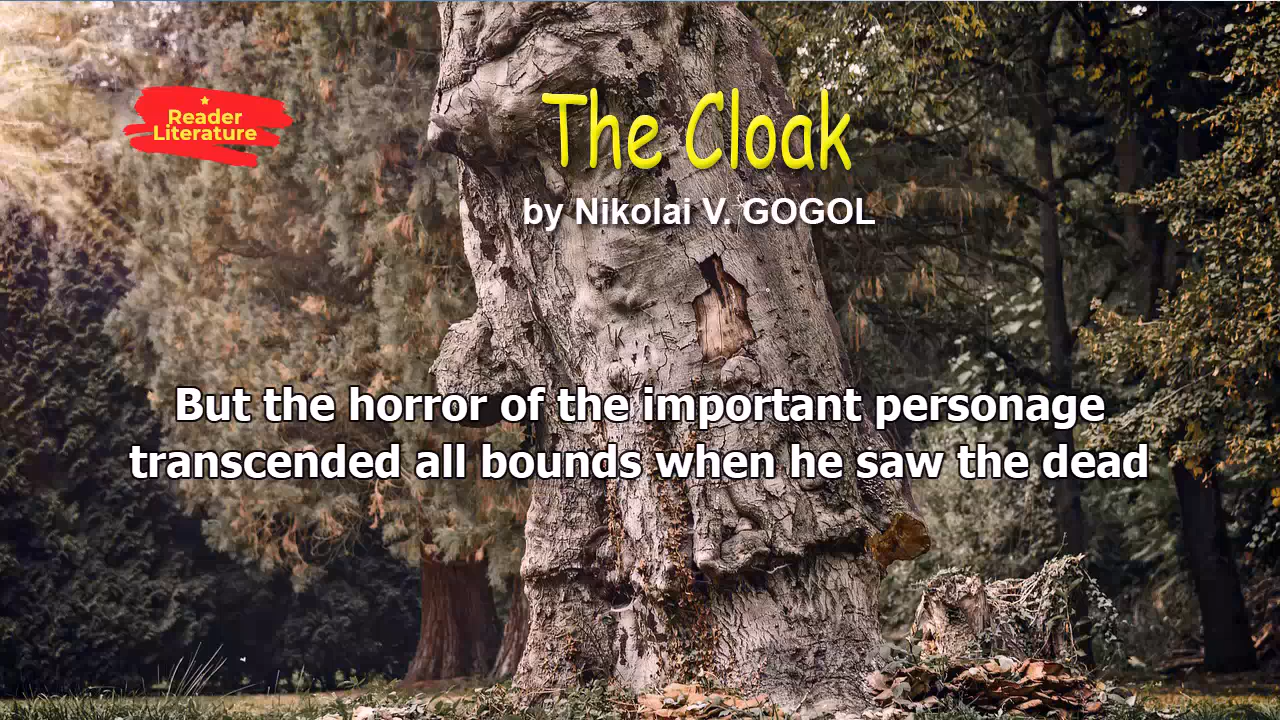 Reader
Literature
The Cloak
by Nikolai V. GOGOL
But the horror of the important personage
transcended all bounds when he saw the dead